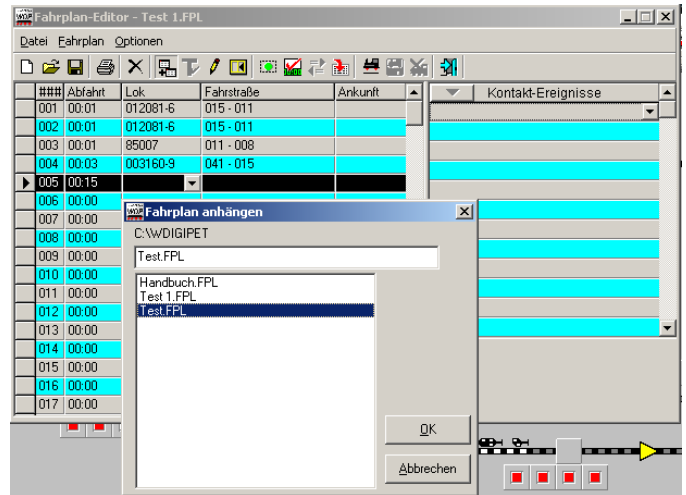 Fahrplan-Editor - Test 1.FPL
Datei Fahrplan Optionen
### Abfahrt Lok Fahrstraße Ankunft Kontakt-Ereignisse
001 00:01 012081-6 015 - 011
002 00:01 012081-6 015 - 011
003 00:01 85007 011 - 008
004 00:03 003160-9 041 - 015
005 00:15
006 00:00
007 00:00
008 00:00
009 00:00
010 00:00
011 00:00
012 00:00
013 00:00
014 00:00
015 00:00
016 00:00
017 00:00
WDP Fahrplan anhängen
C:\WDIGIPET
Test.FPL
Handbuch.FPL
Test 1.FPL
Test.FPL
OK
Abbrechen